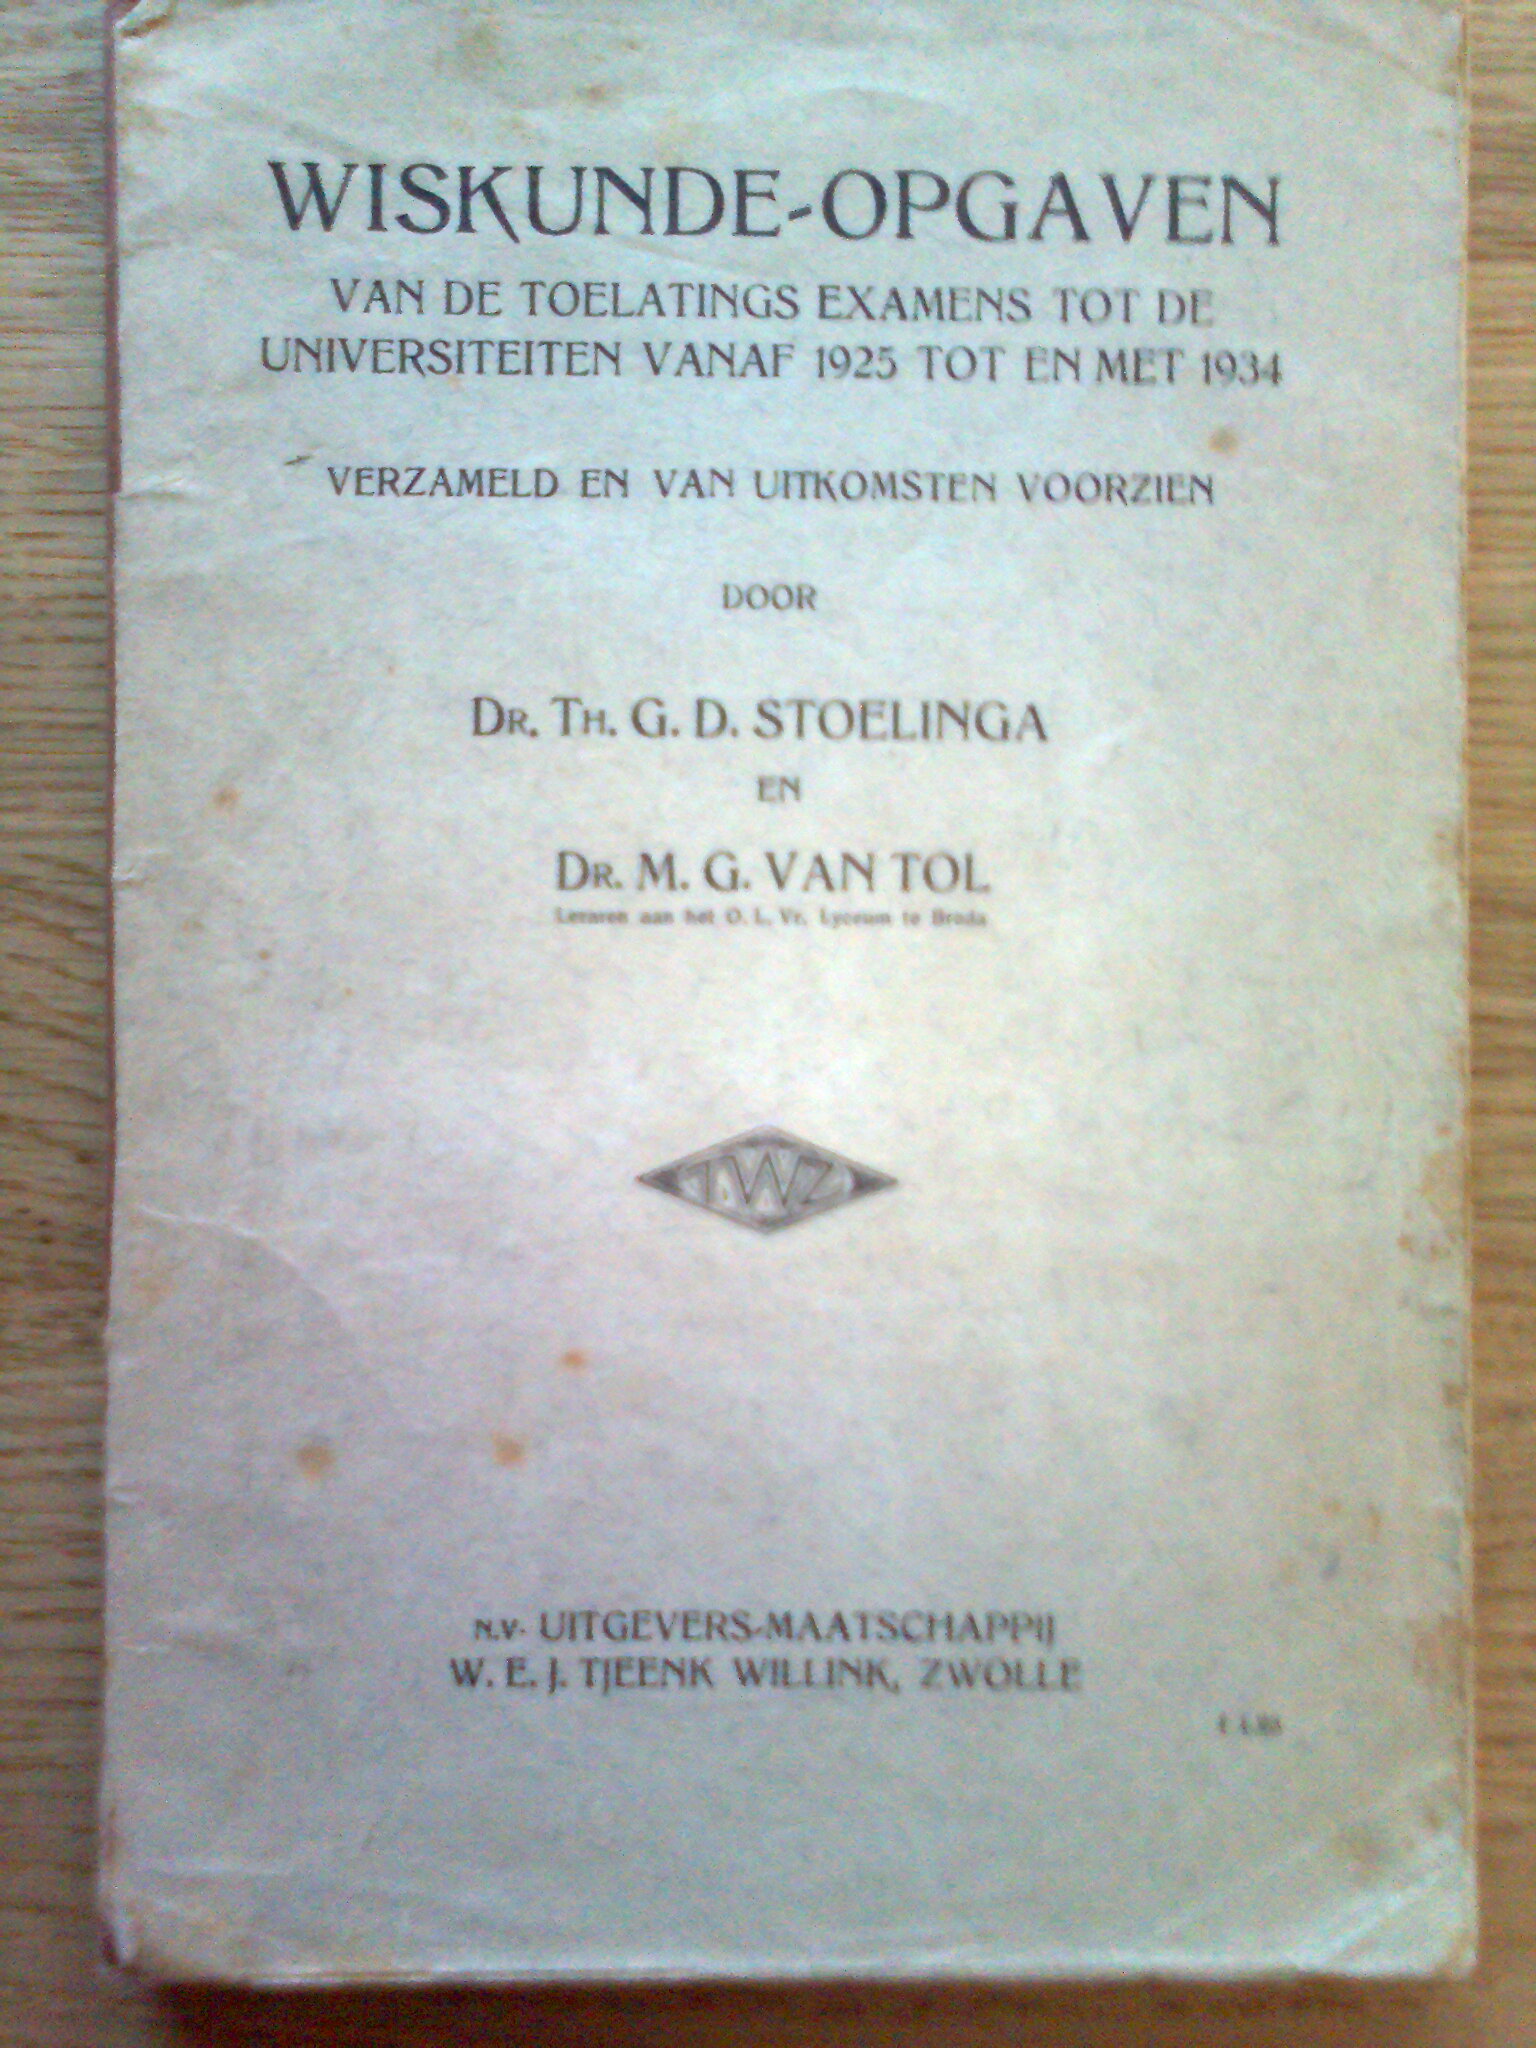 WISKUNDE-OPGAVEN
VAN DE TOELATINGS EXAMENS TOT DE
UNIVERSITEITEN VANAF 1925 TOT EN MET 1934
VERZAMELD EN VAN UITKOMSTEN VOORZIEN
DOOR
DR. TH. G. D. STOELINGA
EN
DR. M. G. VAN TOL
Leraren aan het O. L. Vr. Lyceum te Breda
TWZ
N.V. UITGEVERS-MAATSCHAPPIJ
W. E. J. TJEENK WILLINK, ZWOLLE